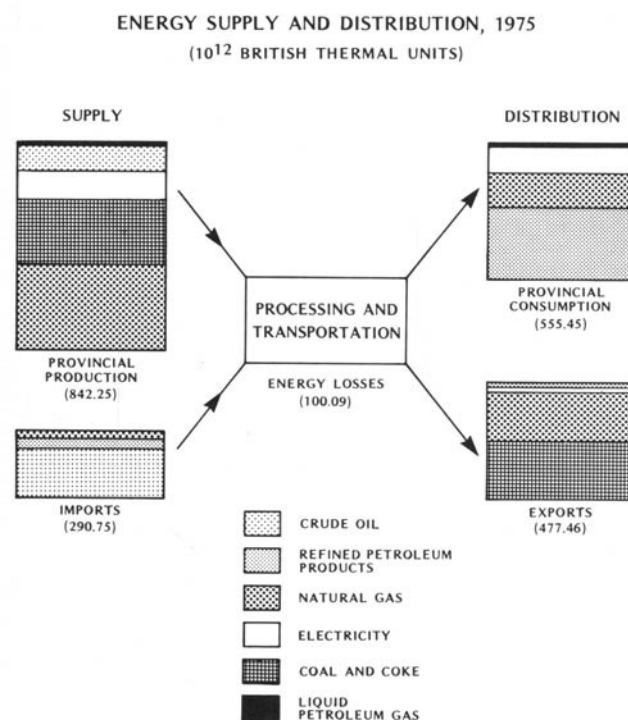 ENERGY SUPPLY AND DISTRIBUTION, 1975
(10¹² BRITISH THERMAL UNITS)
SUPPLY
DISTRIBUTION
PROVINCIAL
PRODUCTION
(842.25)
PROCESSING AND
TRANSPORTATION
ENERGY LOSSES
(100.09)
PROVINCIAL
CONSUMPTION
(555.45)
IMPORTS
(290.75)
EXPORTS
(477.46)
CRUDE OIL
REFINED PETROLEUM
PRODUCTS
NATURAL GAS
ELECTRICITY
COAL AND COKE
LIQUID
PETROLEUM GAS